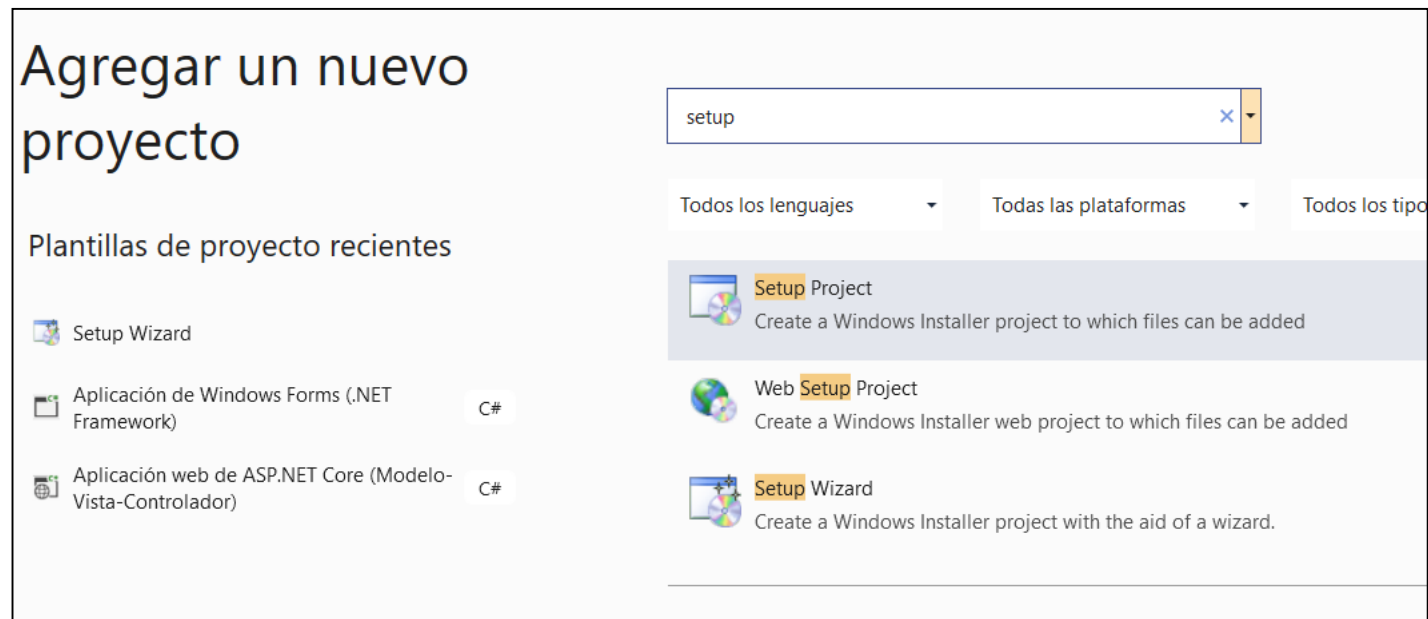 Agregar un nuevo
proyecto
Plantillas de proyecto recientes
Setup Wizard
Aplicación de Windows Forms (.NET
Framework)
C#
Aplicación web de ASP.NET Core (Modelo-
Vista-Controlador)
C#
setup
Todos los lenguajes
Todas las plataformas
Todos los tipo
Setup Project
Create a Windows Installer project to which files can be added
Web Setup Project
Create a Windows Installer web project to which files can be added
Setup Wizard
Create a Windows Installer project with the aid of a wizard.